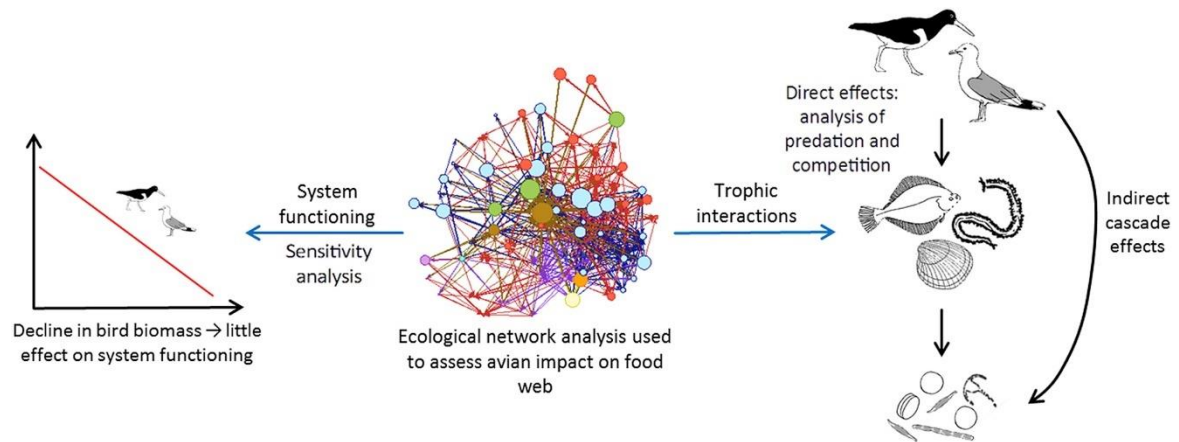 Decline in bird biomass → little
effect on system functioning
System
functioning
Sensitivity
analysis
Ecological network analysis used
to assess avian impact on food
web
Trophic
interactions
Direct effects:
analysis of
predation and
competition
Indirect
cascade
effects